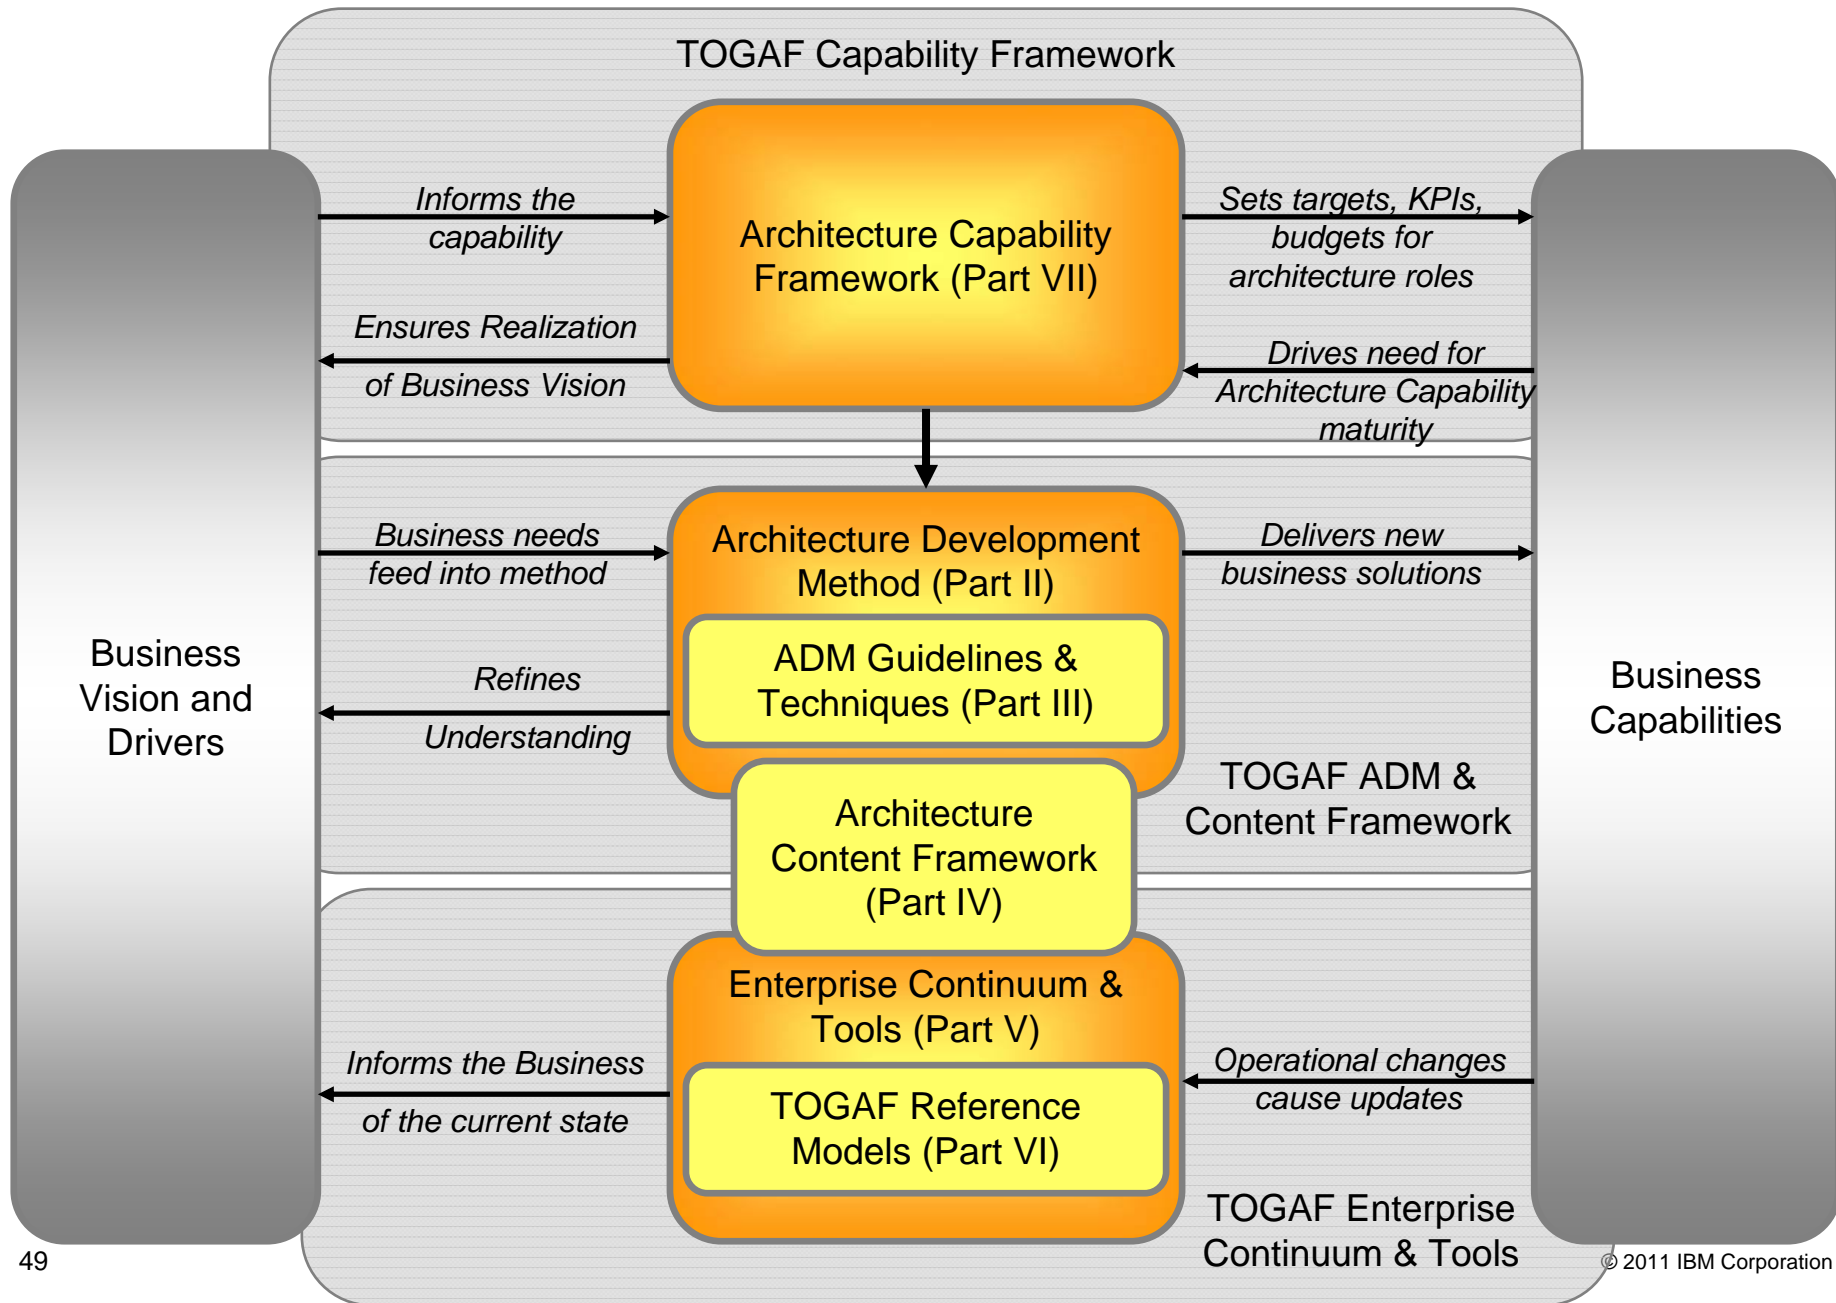 TOGAF Capability Framework
Informs the
capability
Architecture Capability
Framework (Part VII)
Sets targets, KPIs,
budgets for
architecture roles
Ensures Realization
of Business Vision
Drives need for
Architecture Capability
maturity
Business needs
feed into method
Architecture Development
Method (Part II)
Delivers new
business solutions
ADM Guidelines &
Techniques (Part III)
Refines
Understanding
Business
Vision and
Drivers
Business
Capabilities
TOGAF ADM &
Content Framework
Architecture
Content Framework
(Part IV)
Enterprise Continuum &
Tools (Part V)
Informs the Business
of the current state
TOGAF Reference
Models (Part VI)
Operational changes
cause updates
TOGAF Enterprise
Continuum & Tools
49
© 2011 IBM Corporation